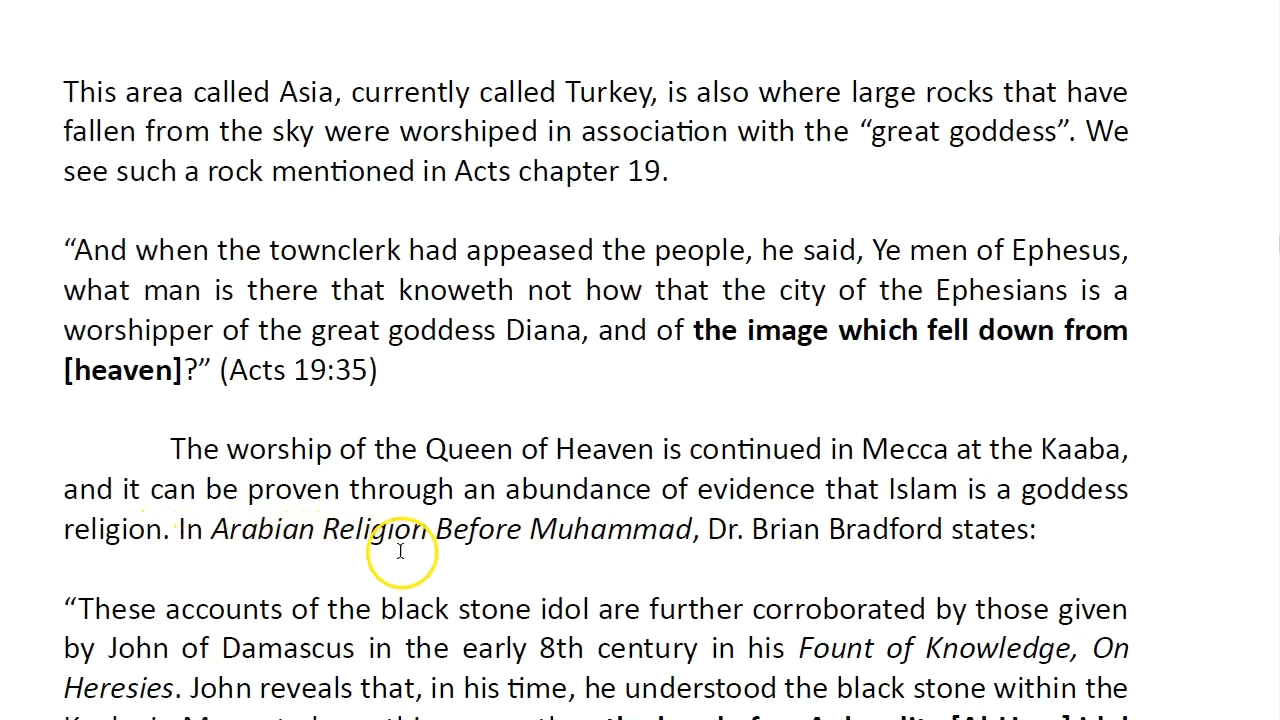 This area called Asia, currently called Turkey, is also where large rocks that have
fallen from the sky were worshiped in association with the “great goddess”. We
see such a rock mentioned in Acts chapter 19.
“And when the townclerk had appeased the people, he said, Ye men of Ephesus,
what man is there that knoweth not how that the city of the Ephesians is a
worshipper of the great goddess Diana, and of the image which fell down from
[heaven]?” (Acts 19:35)
The worship of the Queen of Heaven is continued in Mecca at the Kaaba,
and it can be proven through an abundance of evidence that Islam is a goddess
religion. In Arabian Religion Before Muhammad, Dr. Brian Bradford states:
“These accounts of the black stone idol are further corroborated by those given
by John of Damascus in the early 8th century in his Fount of Knowledge, On
Heresies. John reveals that, in his time, he understood the black stone within the